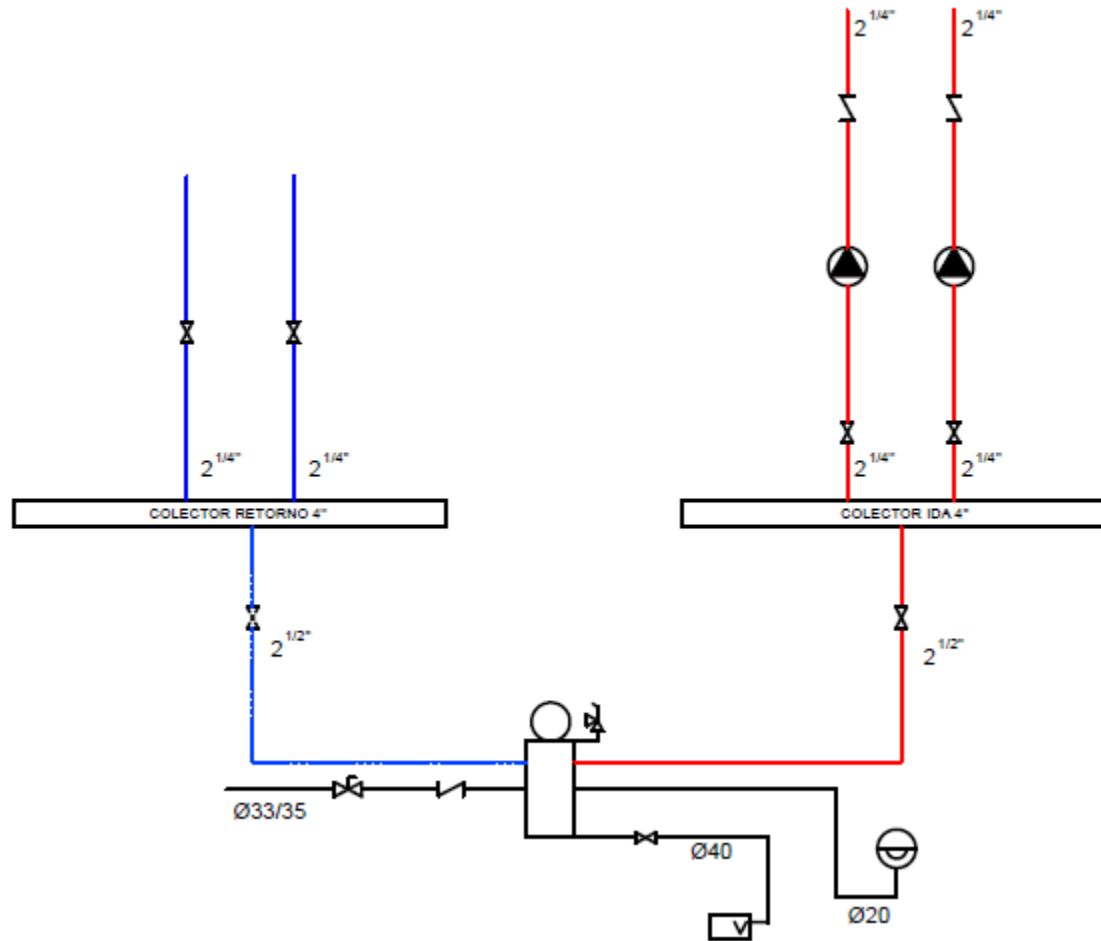 2 1/4"
2 1/4"
2 1/4"
2 1/4"
2 1/4"
2 1/4"
COLECTOR RETORNO 4"
COLECTOR IDA 4"
2 1/2"
2 1/2"
Ø33/35
Ø40
Ø20
V